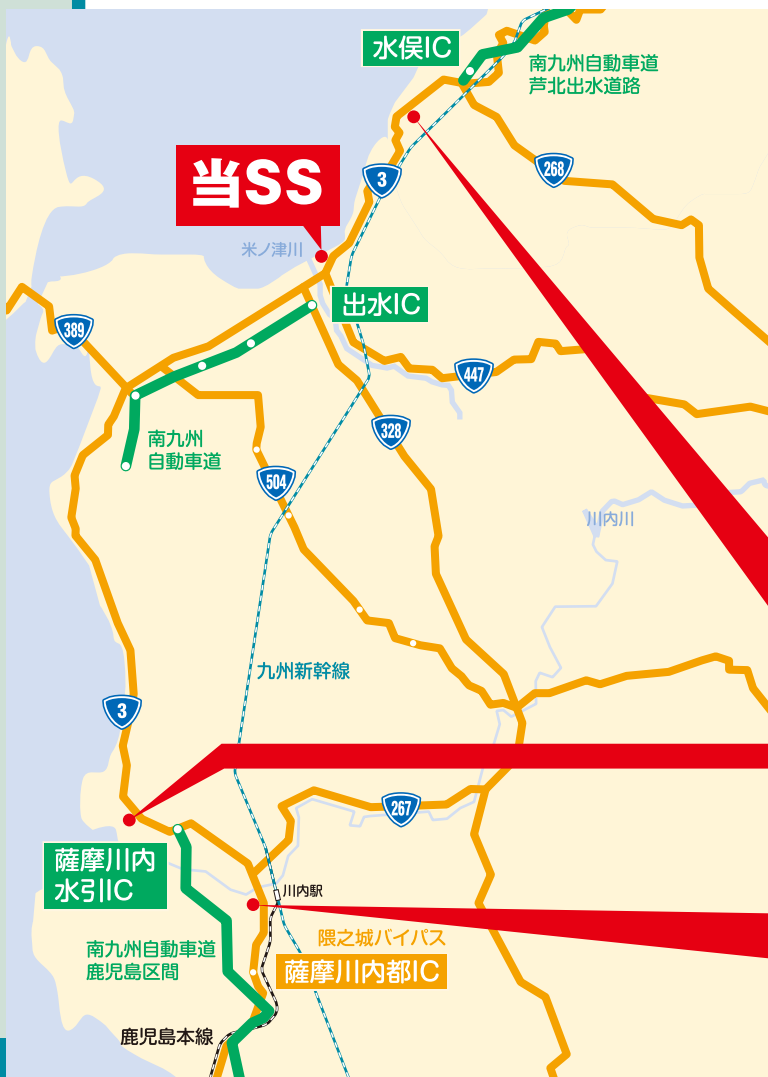 水俣IC
南九州自動車道
芦北出水道路
当SS
3
268
米ノ津川
出水IC
389
447
南九州
自動車道
328
504
川内川
九州新幹線
3
267
薩摩川内
水引IC
川内駅
隈之城バイパス
南九州自動車道
鹿児島区間
薩摩川内都IC
鹿児島本線